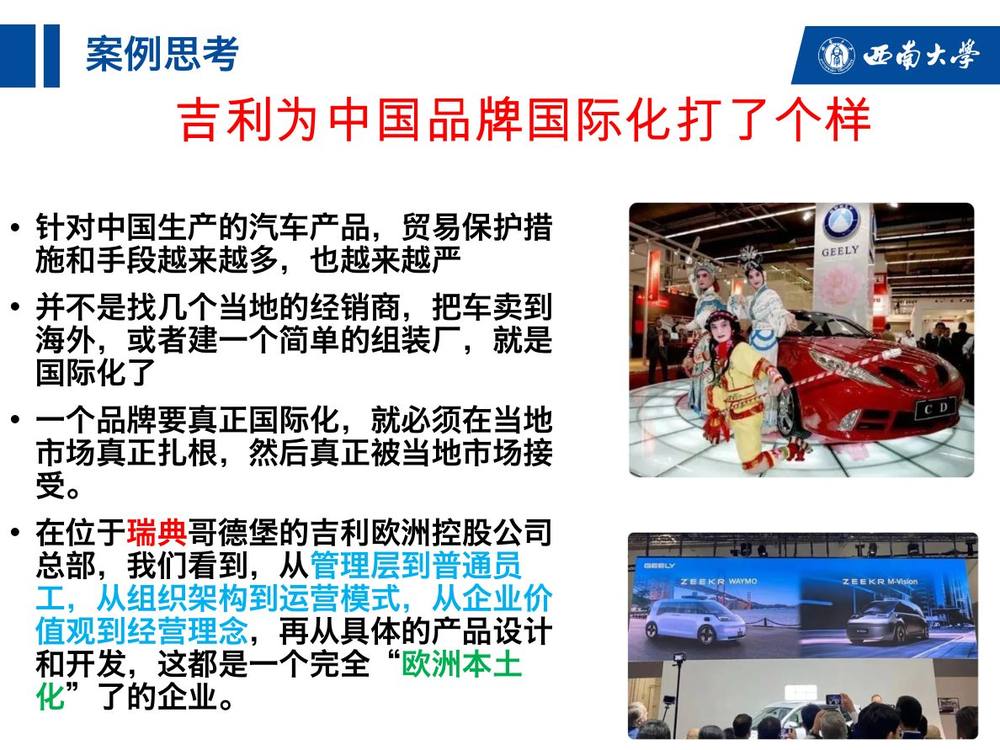 案例思考
西南大学
吉利为中国品牌国际化打了个样
• 针对中国生产的汽车产品，贸易保护措
施和手段越来越多，也越来越严
• 并不是找几个当地的经销商，把车卖到
海外，或者建一个简单的组装厂，就是
国际化了
• 一个品牌要真正国际化，就必须在当地
市场真正扎根，然后真正被当地市场接
受。
• 在位于瑞典哥德堡的吉利欧洲控股公司
总部，我们看到，从管理层到普通员
工，从组织架构到运营模式，从企业价
值观到经营理念，再从具体的产品设计
和开发，这都是一个完全“欧洲本土
化”了的企业。
GEELY
C D
GEELY
ZEEKR WAYMO
ZEEKR M-Vision